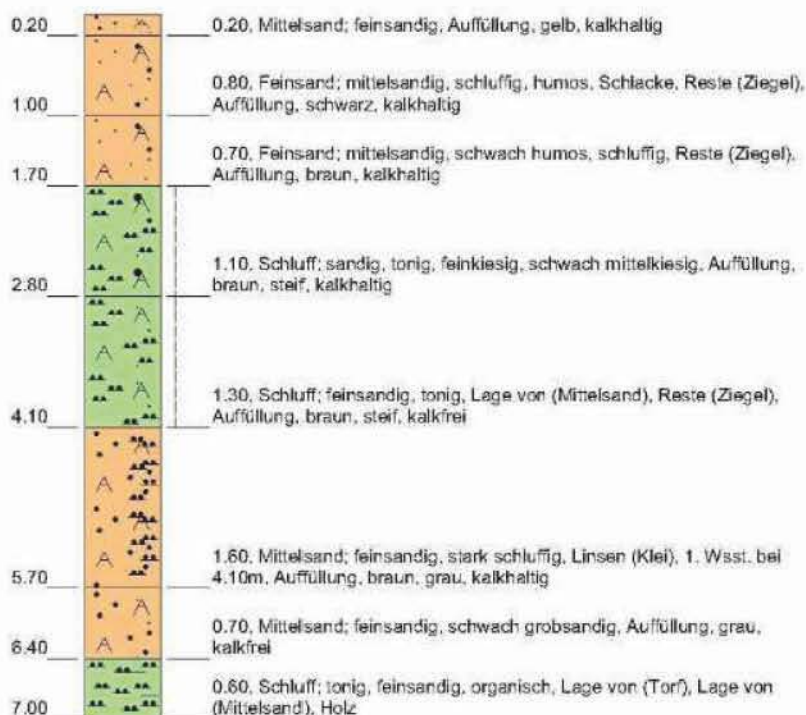 0.20 0.20, Mittelsand; feinsandig, Auffüllung, gelb, kalkhaltig
0.80, Feinsand; mittelsandig, schluffig, humos, Schlacke, Reste (Ziegel),
1.00 Auffüllung, schwarz, kalkhaltig
0.70, Feinsand; mittelsandig, schwach humos, schluffig, Reste (Ziegel),
1.70 Auffüllung, braun, kalkhaltig
1.10, Schluff; sandig, tonig, feinkiesig, schwach mittelkiesig, Auffüllung,
2.80 braun, steif, kalkhaltig
1.30, Schluff; feinsandig, tonig, Lage von (Mittelsand), Reste (Ziegel),
4.10 Auffüllung, braun, steif, kalkfrei
1.60, Mittelsand; feinsandig, stark schluffig, Linsen (Klei), 1. Wsst. bei
5.70 4.10m, Auffüllung, braun, grau, kalkhaltig
0.70, Mittelsand; feinsandig, schwach grobsandig, Auffüllung, grau,
6.40 kalkfrei
0.60, Schluff; tonig, feinsandig, organisch, Lage von (Torf), Lage von
7.00 (Mittelsand), Holz